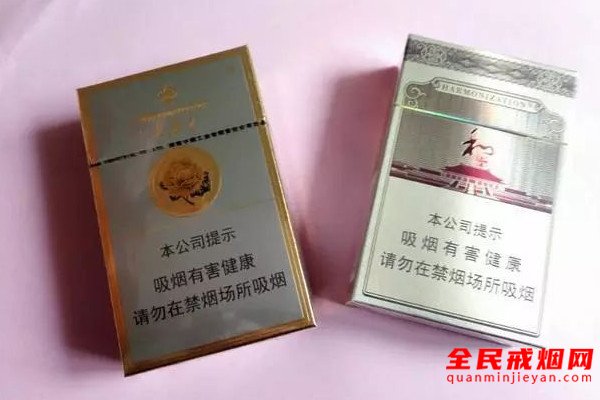 本公司提示
吸烟有害健康
请勿在禁烟场所吸烟
HARMONIZATION
和
本公司提示
吸烟有害健康
请勿在禁烟场所吸烟
全民戒烟网
quanminjieyan.com